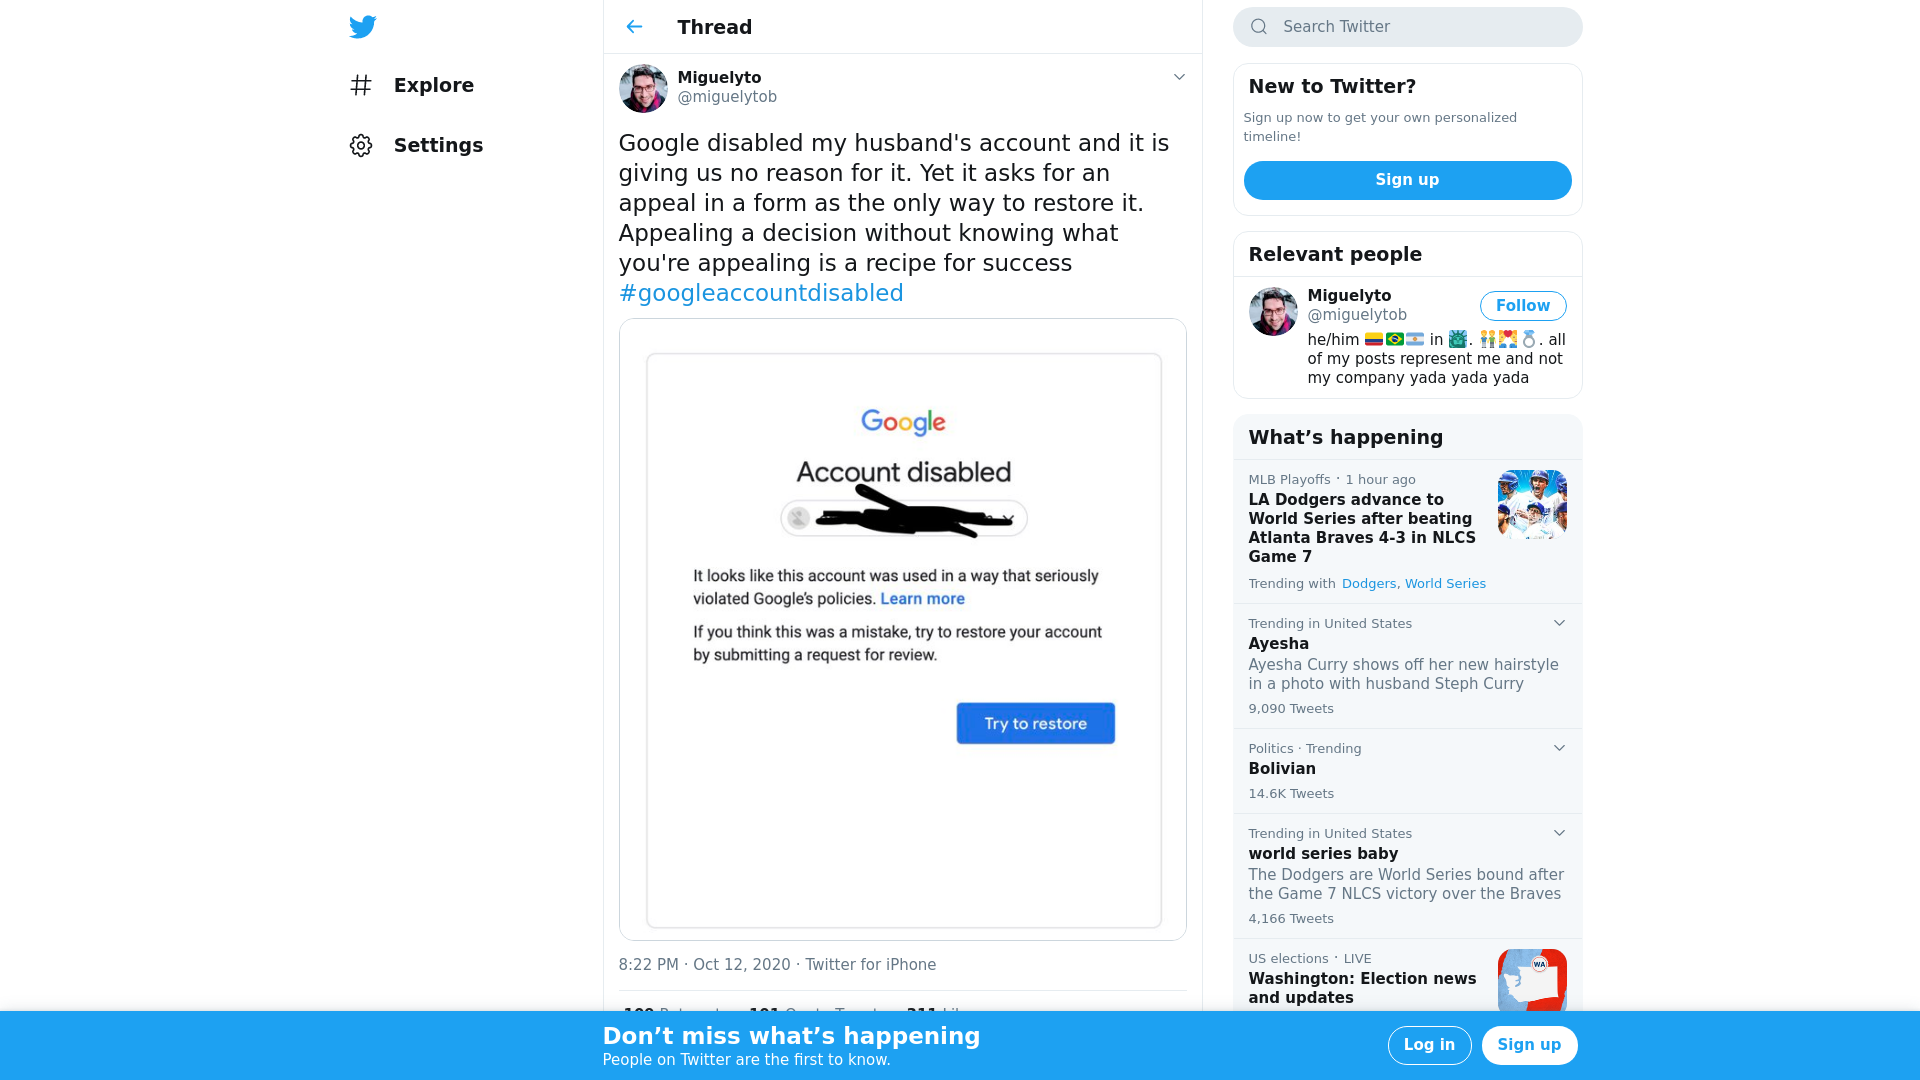 Explore
Settings
Thread
Miguelyto
@miguelytob
Google disabled my husband's account and it is
giving us no reason for it. Yet it asks for an
appeal in a form as the only way to restore it.
Appealing a decision without knowing what
you're appealing is a recipe for success
#googleaccountdisabled
Google
Account disabled
It looks like this account was used in a way that seriously
violated Google's policies. Learn more
If you think this was a mistake, try to restore your account
by submitting a request for review.
Try to restore
8:22 PM · Oct 12, 2020 · Twitter for iPhone
Search Twitter
New to Twitter?
Sign up now to get your own personalized
timeline!
Sign up
Relevant people
Miguelyto
@miguelytob
Follow
he/him 🇨🇴🇧🇷🇦🇷 in 🗽. 👬💑💍. all
of my posts represent me and not
my company yada yada yada
What’s happening
MLB Playoffs · 1 hour ago
LA Dodgers advance to
World Series after beating
Atlanta Braves 4-3 in NLCS
Game 7
Trending with Dodgers, World Series
Trending in United States
Ayesha
Ayesha Curry shows off her new hairstyle
in a photo with husband Steph Curry
9,090 Tweets
Politics · Trending
Bolivian
14.6K Tweets
Trending in United States
world series baby
The Dodgers are World Series bound after
the Game 7 NLCS victory over the Braves
4,166 Tweets
US elections · LIVE
Washington: Election news
and updates
WA
Don’t miss what’s happening
People on Twitter are the first to know.
Log in
Sign up